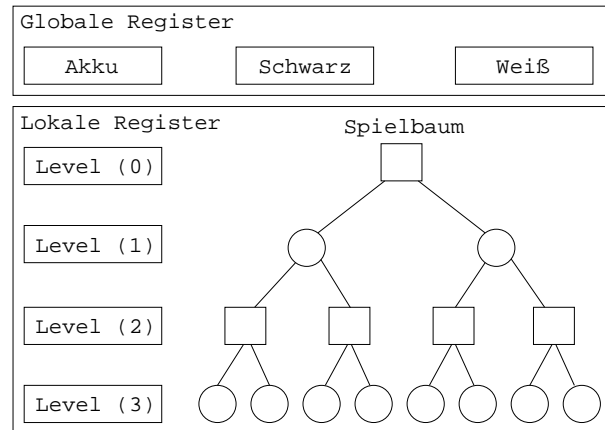 Globale Register
Akku Schwarz Weiß
Lokale Register
Spielbaum
Level (0)
Level (1)
Level (2)
Level (3)